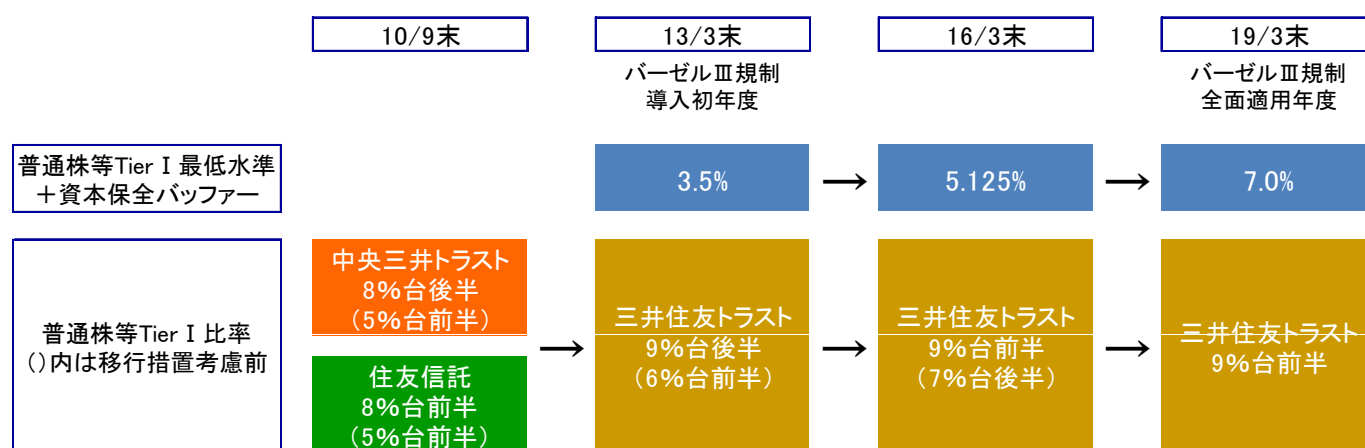 10/9末
13/3末
16/3末
19/3末
バーゼルⅢ規制
導入初年度
バーゼルⅢ規制
全面適用年度
普通株等TierⅠ最低水準
＋資本保全バッファー
3.5%
→
5.125%
→
7.0%
普通株等TierⅠ比率
()内は移行措置考慮前
中央三井トラスト
8%台後半
（5%台前半）
住友信託
8%台前半
（5%台前半）
→
三井住友トラスト
9%台後半
（6%台前半）
→
三井住友トラスト
9%台前半
（7%台後半）
→
三井住友トラスト
9%台前半